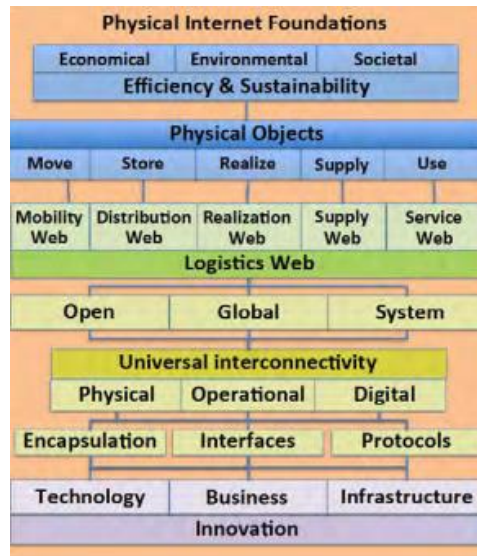 Physical Internet Foundations
Economical Environmental Societal
Efficiency & Sustainability
Physical Objects
Move Store Realize Supply Use
Mobility Web Distribution Web Realization Web Supply Web Service Web
Logistics Web
Open Global System
Universal interconnectivity
Physical Operational Digital
Encapsulation Interfaces Protocols
Technology Business Infrastructure
Innovation